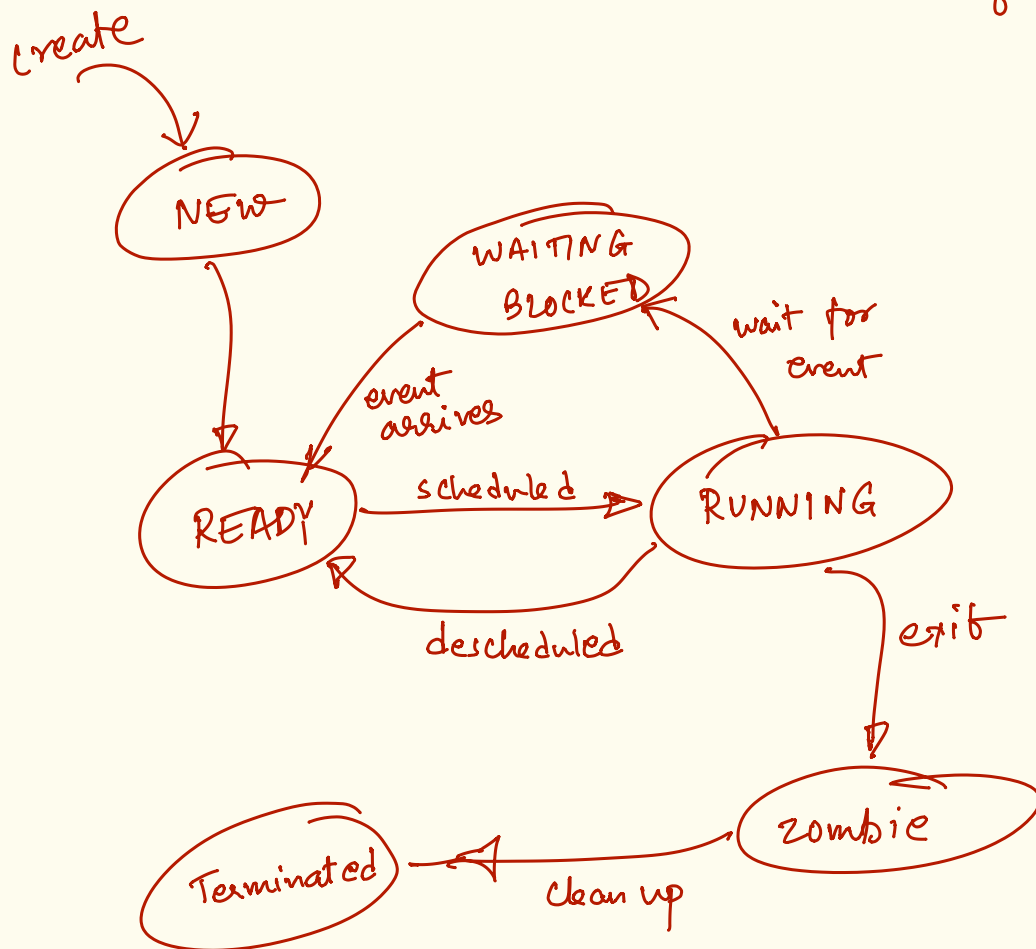 create
NEW
WAITING
BLOCKED
wait for
event
event
arrives
scheduled
READY
RUNNING
descheduled
exit
zombie
Terminated
clean up